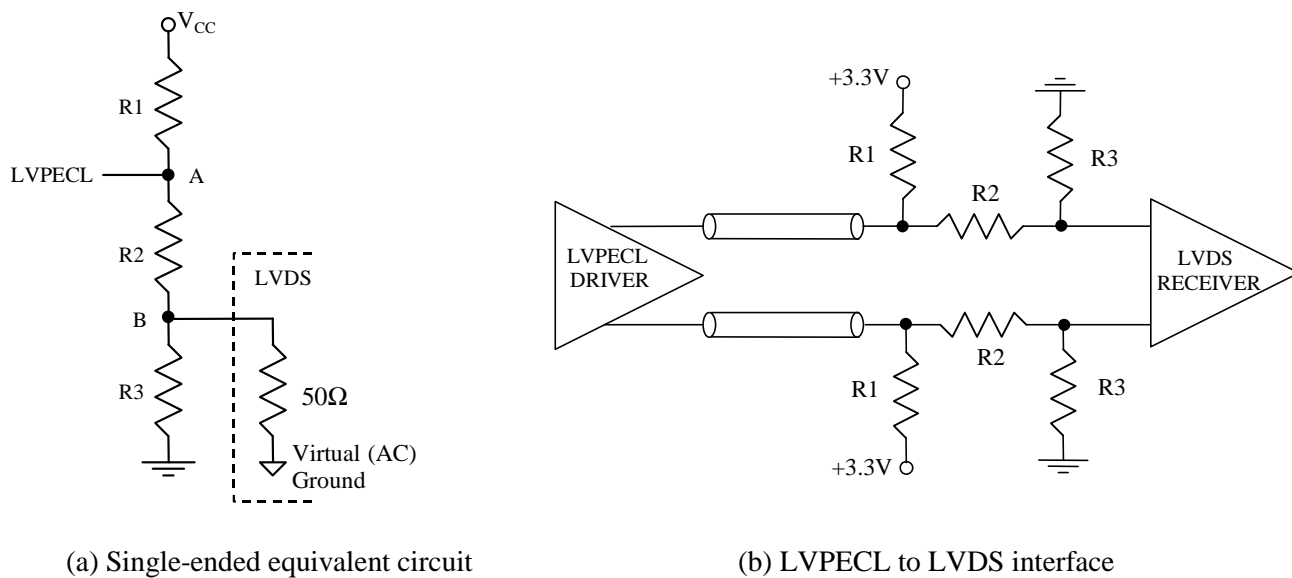 V_CC
R1
LVPECL
A
R2
LVDS
B
R3
50Ω
Virtual (AC)
Ground
(a) Single-ended equivalent circuit
+3.3V
R1
R2
R3
LVPECL
DRIVER
LVDS
RECEIVER
R2
R1
R3
+3.3V
(b) LVPECL to LVDS interface